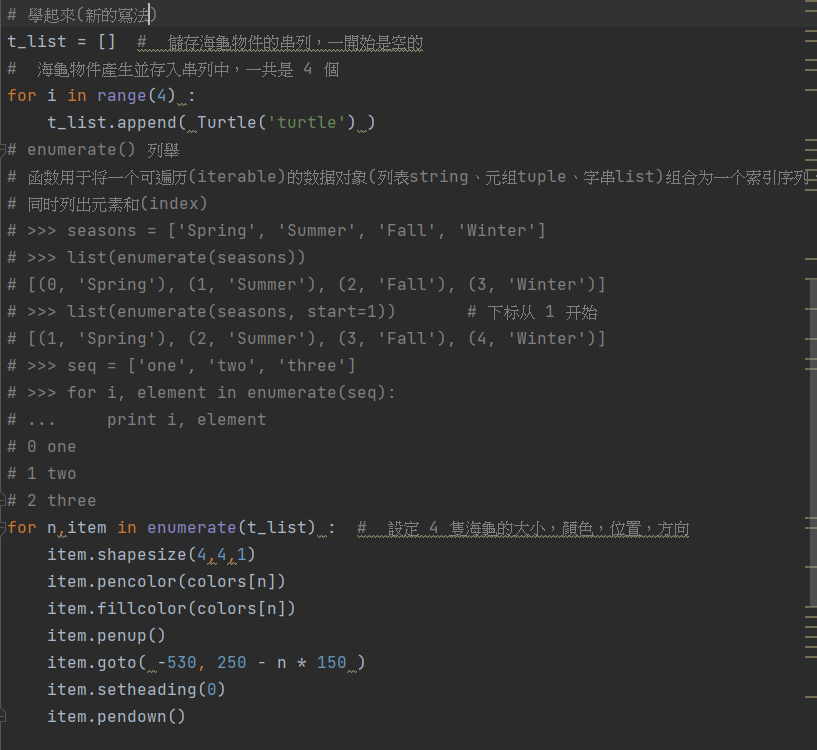 # 學起來(新的寫法)
t_list = []  #  儲存海龜物件的串列，一開始是空的
#  海龜物件產生並存入串列中，一共是 4 個
for i in range(4) :
    t_list.append( Turtle('turtle') )
# enumerate() 列舉
# 函数用于将一个可遍历(iterable)的数据对象(列表string、元组tuple、字串list)组合为一个索引序列
# 同时列出元素和(index)
# >>> seasons = ['Spring', 'Summer', 'Fall', 'Winter']
# >>> list(enumerate(seasons))
# [(0, 'Spring'), (1, 'Summer'), (2, 'Fall'), (3, 'Winter')]
# >>> list(enumerate(seasons, start=1))       # 下标从 1 开始
# [(1, 'Spring'), (2, 'Summer'), (3, 'Fall'), (4, 'Winter')]
# >>> seq = ['one', 'two', 'three']
# >>> for i, element in enumerate(seq):
# ...     print i, element
# 0 one
# 1 two
# 2 three
for n,item in enumerate(t_list) :  #  設定 4 隻海龜的大小，顏色，位置，方向
    item.shapesize(4,4,1)
    item.pencolor(colors[n])
    item.fillcolor(colors[n])
    item.penup()
    item.goto( -530, 250 - n * 150 )
    item.setheading(0)
    item.pendown()